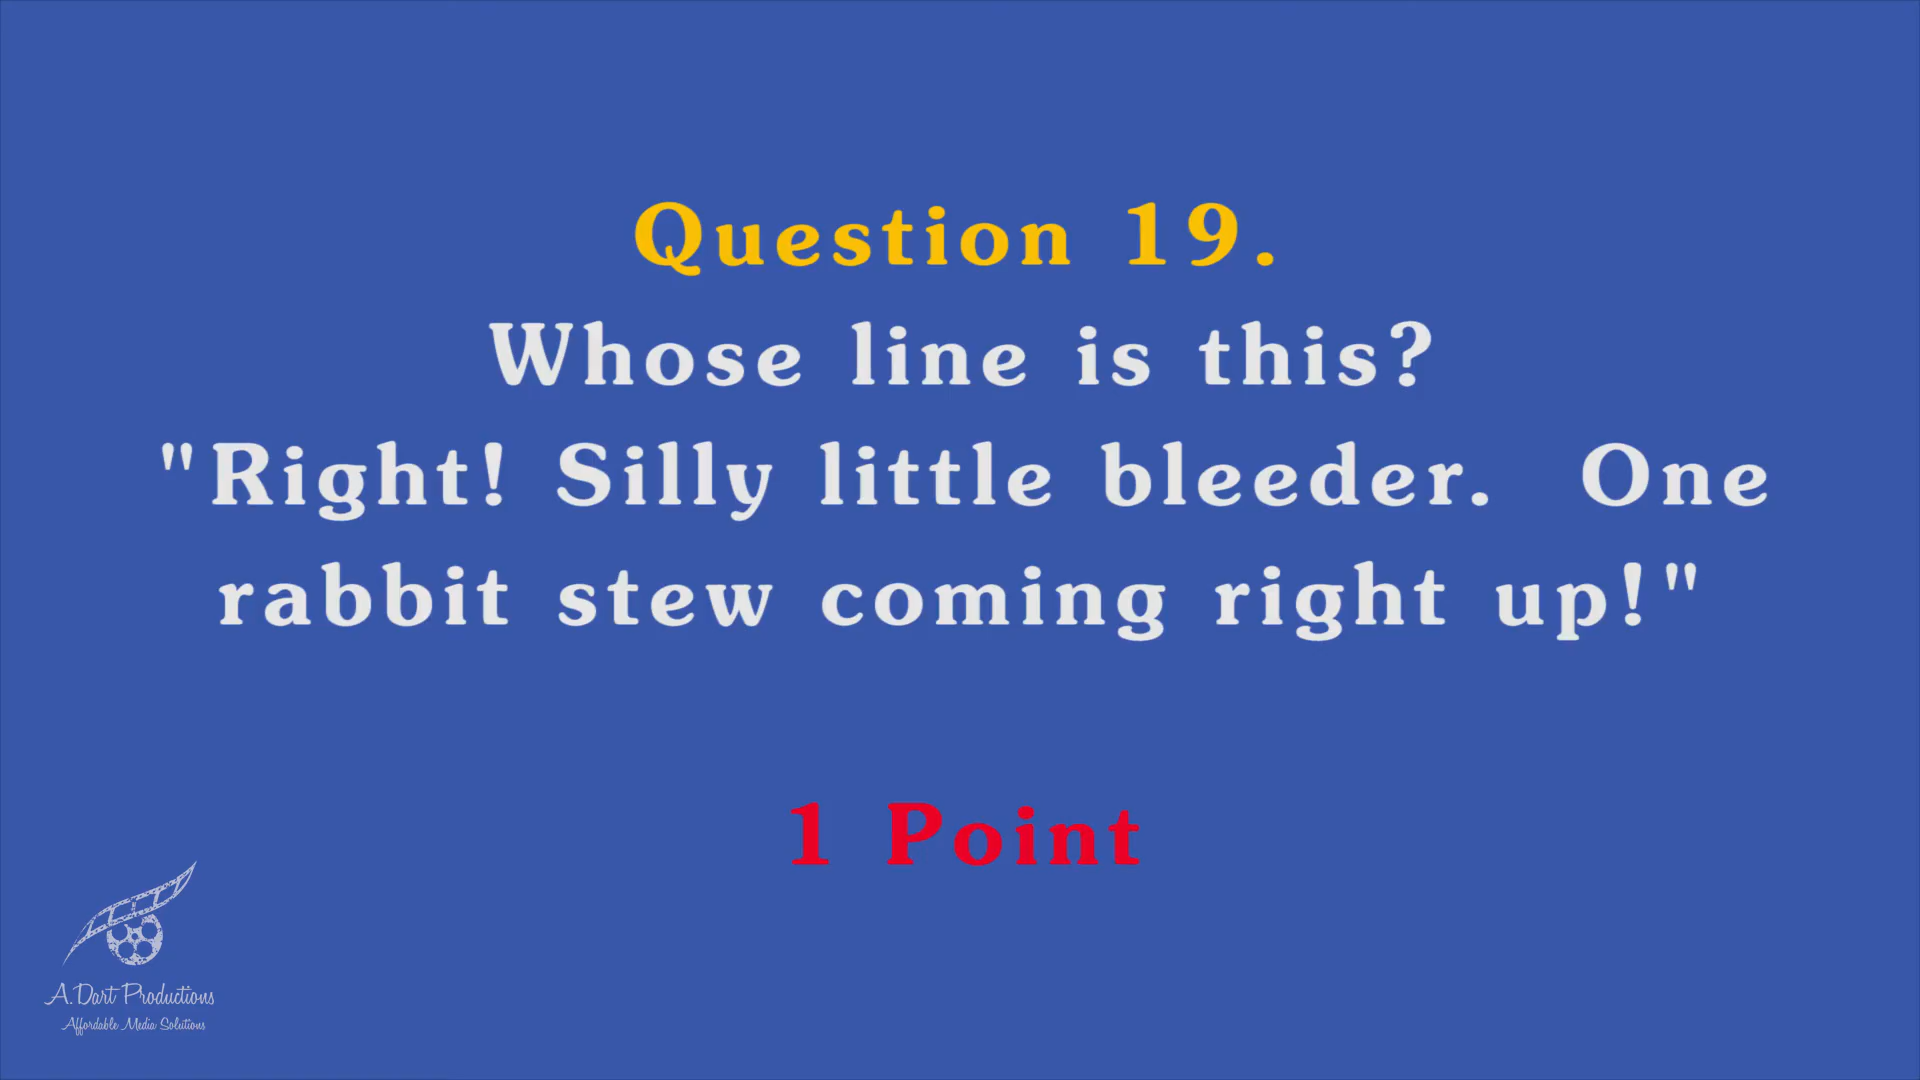 Question 19.
Whose line is this?
"Right! Silly little bleeder.  One
rabbit stew coming right up!"
1 Point
A.Dart Productions
Affordable Media Solutions